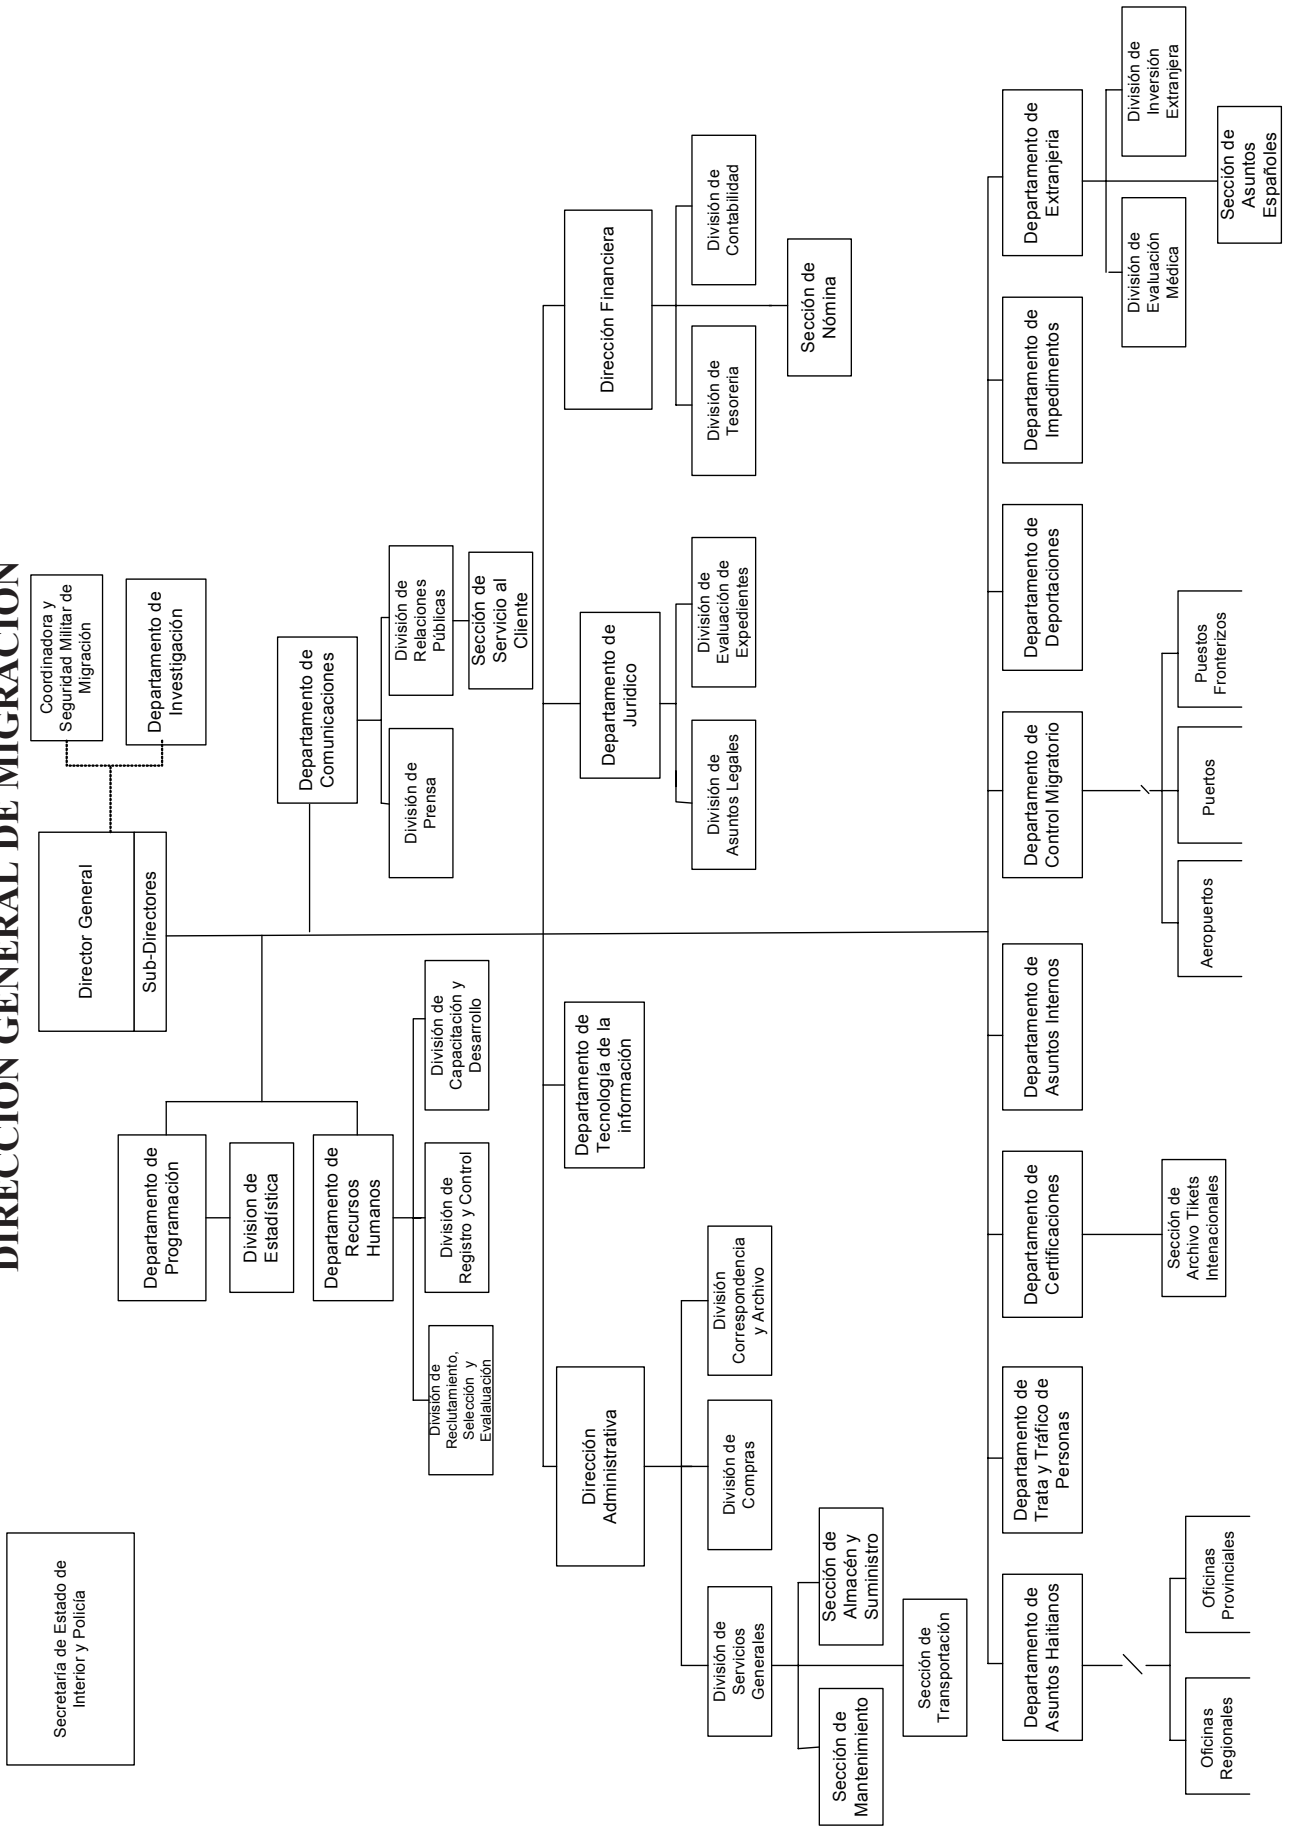 DIRECCIÓN GENERAL DE MIGRACIÓN
Secretaría de Estado de
Interior y Policía
Director General
Sub-Directores
Coordinadora y
Seguridad Militar de
Migración
Departamento de
Investigación
Departamento de
Programación
Division de
Estadística
Departamento de
Recursos
Humanos
División de
Reclutamiento,
Selección y
Evalaluación
División de
Registro y Control
División de
Capacitación y
Desarrollo
Departamento de
Comunicaciones
División de
Prensa
División de
Relaciones
Públicas
Sección de
Servicio al
Cliente
Dirección
Administrativa
Departamento de
Tecnología de la
información
Departamento de
Juridico
Dirección Financiera
División de
Servicios
Generales
División de
Compras
División
Correspondencia
y Archivo
División de
Asuntos Legales
División de
Evaluación de
Expedientes
División de
Tesoreria
División de
Contabilidad
Sección de
Nómina
Sección de
Mantenimiento
Sección de
Almacén y
Suministro
Sección de
Transportación
Departamento de
Asuntos Haitianos
Departamento de
Trata y Tráfico de
Personas
Departamento de
Certificaciones
Departamento de
Asuntos Internos
Departamento de
Control Migratorio
Departamento de
Deportaciones
Departamento de
Impedimentos
Departamento de
Extranjeria
Oficinas
Regionales
Oficinas
Provinciales
Sección de
Archivo Tikets
Intenacionales
Aeropuertos
Puertos
Puestos
Fronterizos
División de
Evaluación
Médica
División de
Inversión
Extranjera
Sección de
Asuntos
Españoles